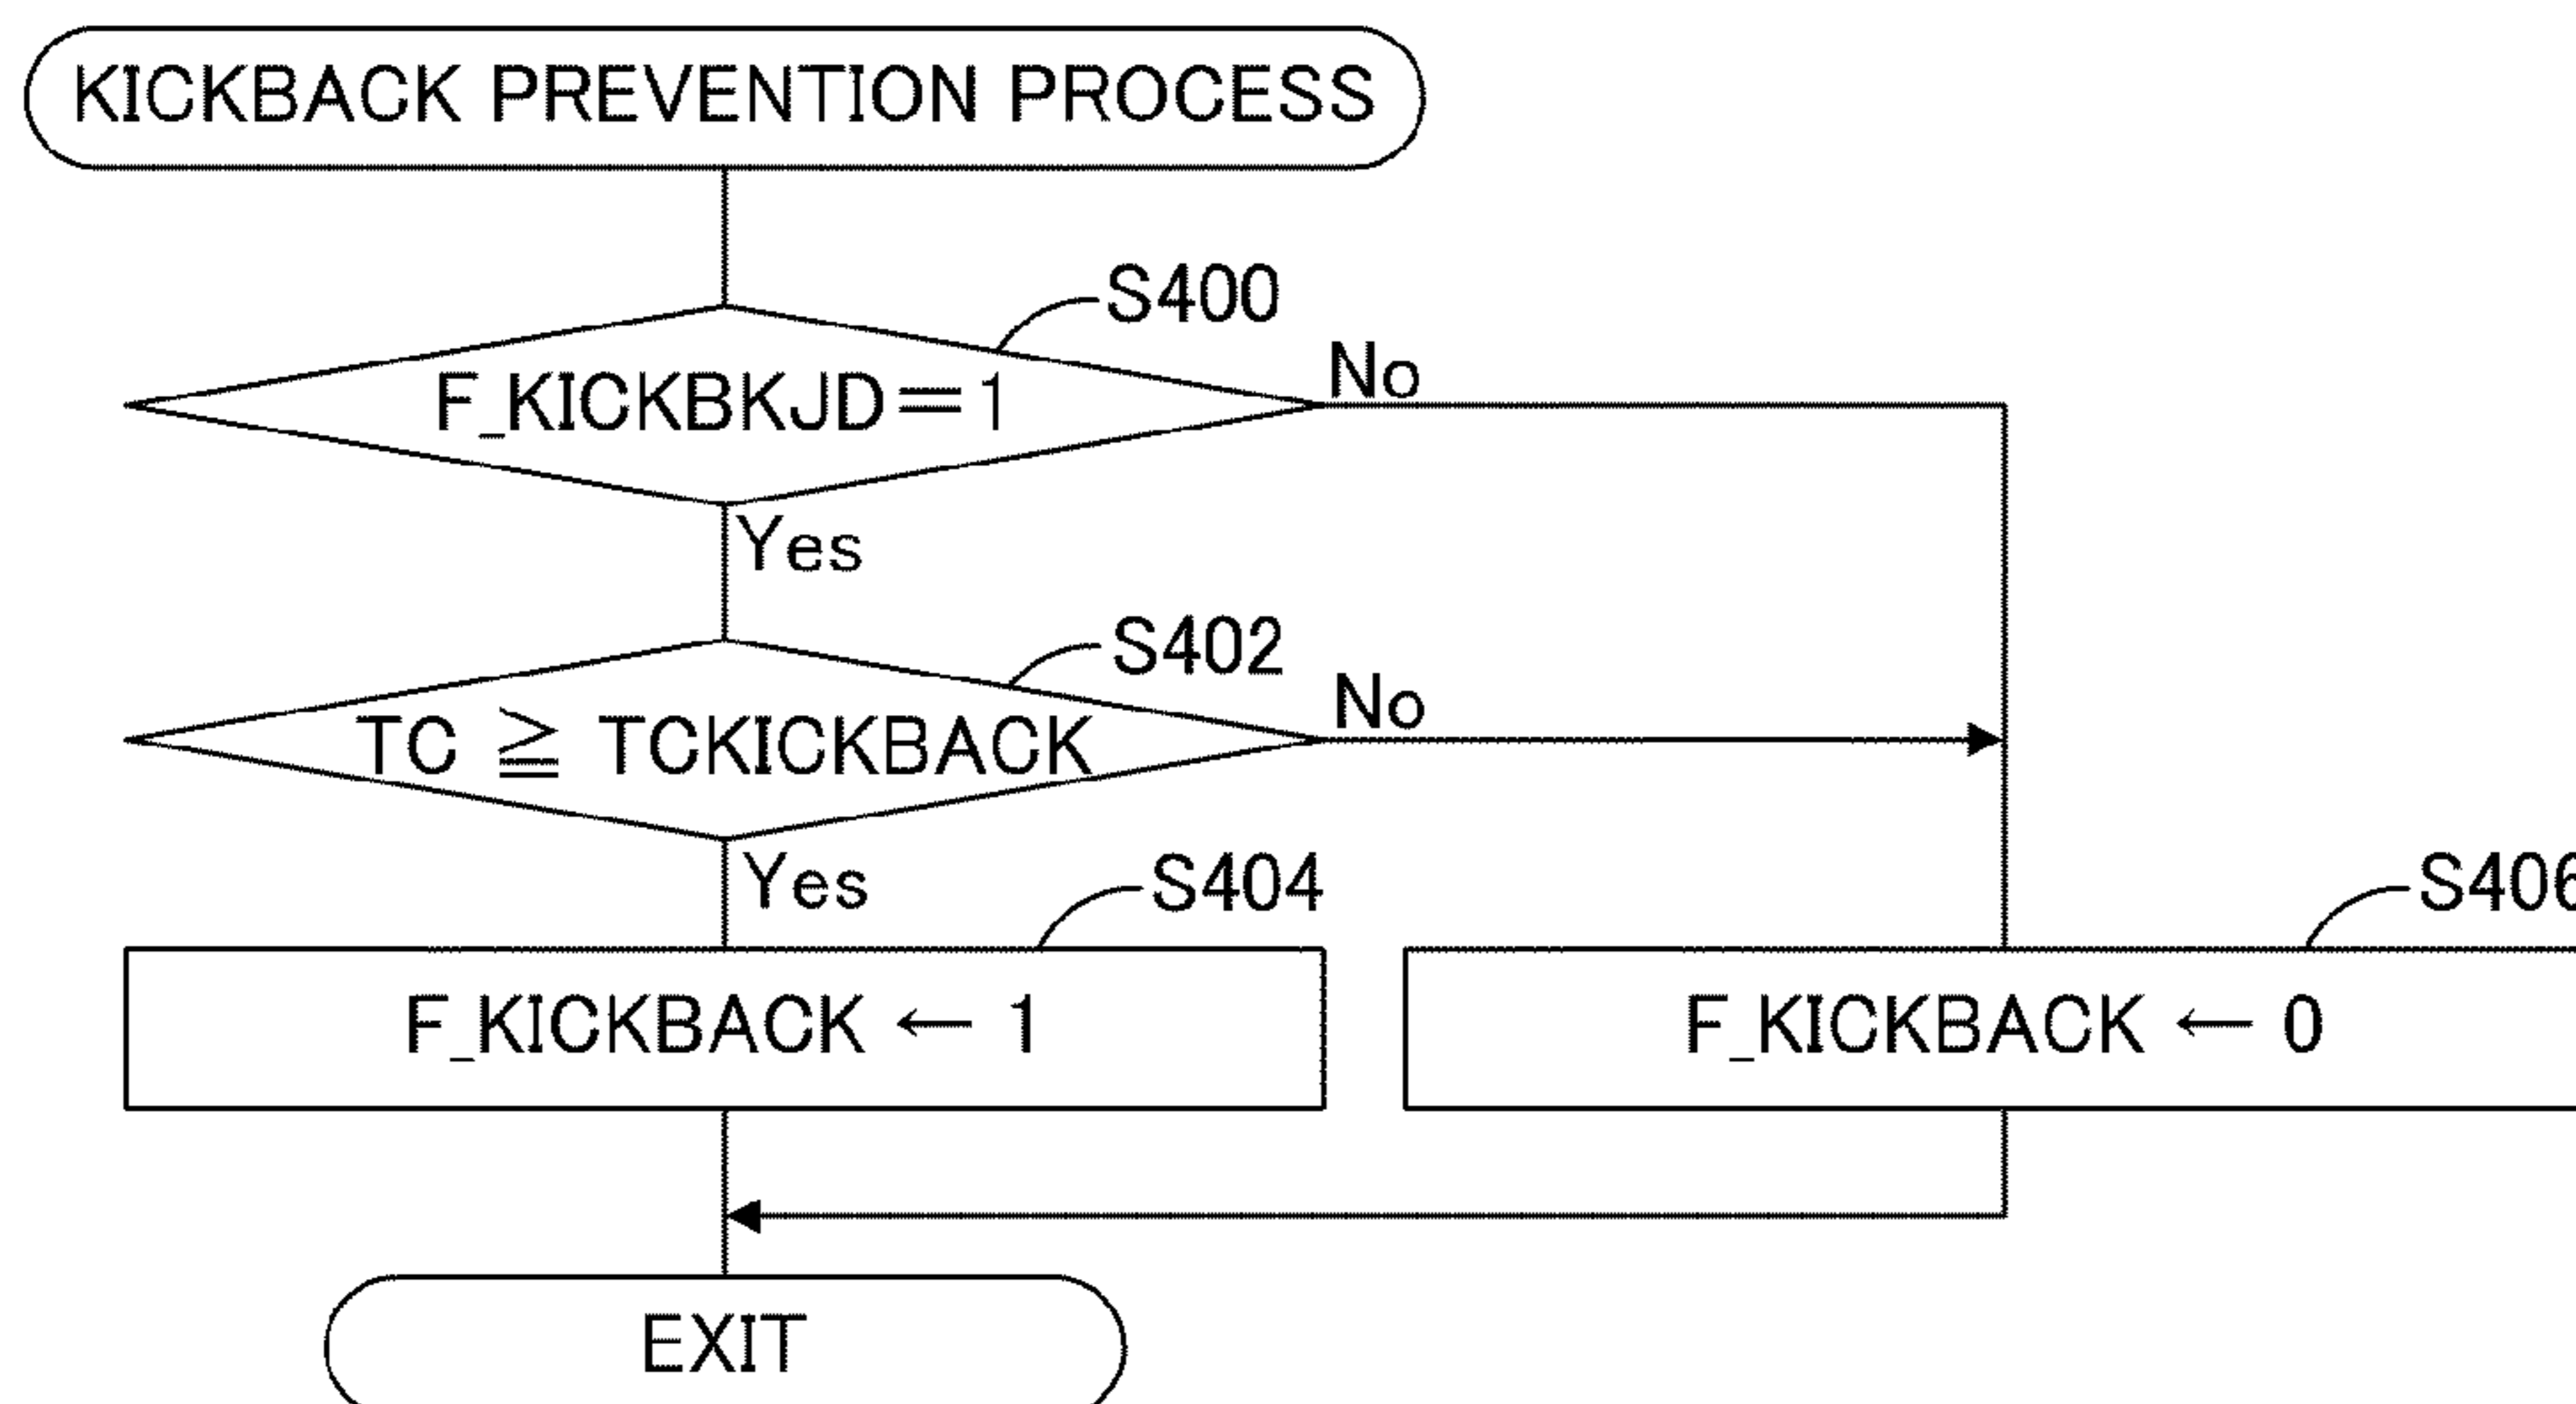 KICKBACK PREVENTION PROCESS
S400
F_KICKBKJD=1
No
Yes
S402
TC ≧ TCKICKBACK
No
Yes
S404
S406
F_KICKBACK ← 1
F_KICKBACK ← 0
EXIT